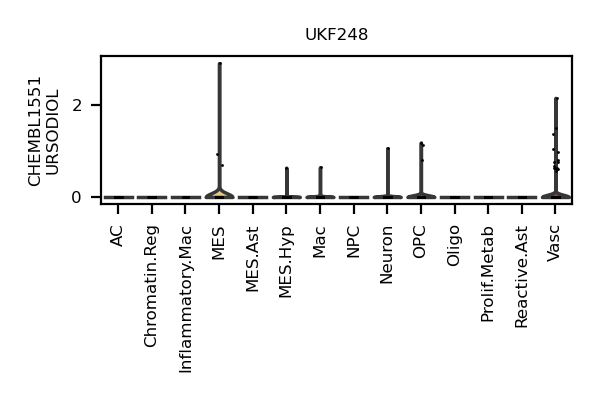 UKF248
CHEMBL1551
URSODIOL
2
0
AC
Chromatin.Reg
Inflammatory.Mac
MES
MES.Ast
MES.Hyp
Mac
NPC
Neuron
OPC
Oligo
Prolif.Metab
Reactive.Ast
Vasc